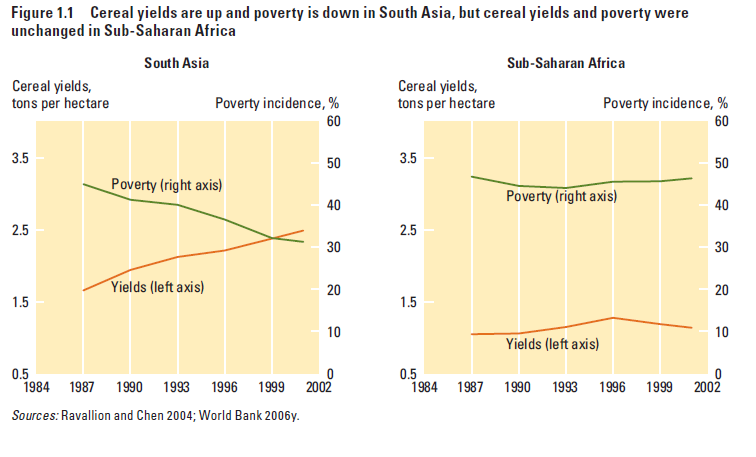 Figure 1.1 Cereal yields are up and poverty is down in South Asia, but cereal yields and poverty were
unchanged in Sub-Saharan Africa
South Asia
Cereal yields,
tons per hectare
Poverty incidence, %
60
3.5
50
Poverty (right axis)
40
2.5
30
Yields (left axis)
20
1.5
10
0.5
0
1984 1987 1990 1993 1996 1999 2002
Sub-Saharan Africa
Cereal yields,
tons per hectare
Poverty incidence, %
60
3.5
50
Poverty (right axis)
40
2.5
30
20
1.5
10
Yields (left axis)
0.5
0
1984 1987 1990 1993 1996 1999 2002
Sources: Ravallion and Chen 2004; World Bank 2006y.